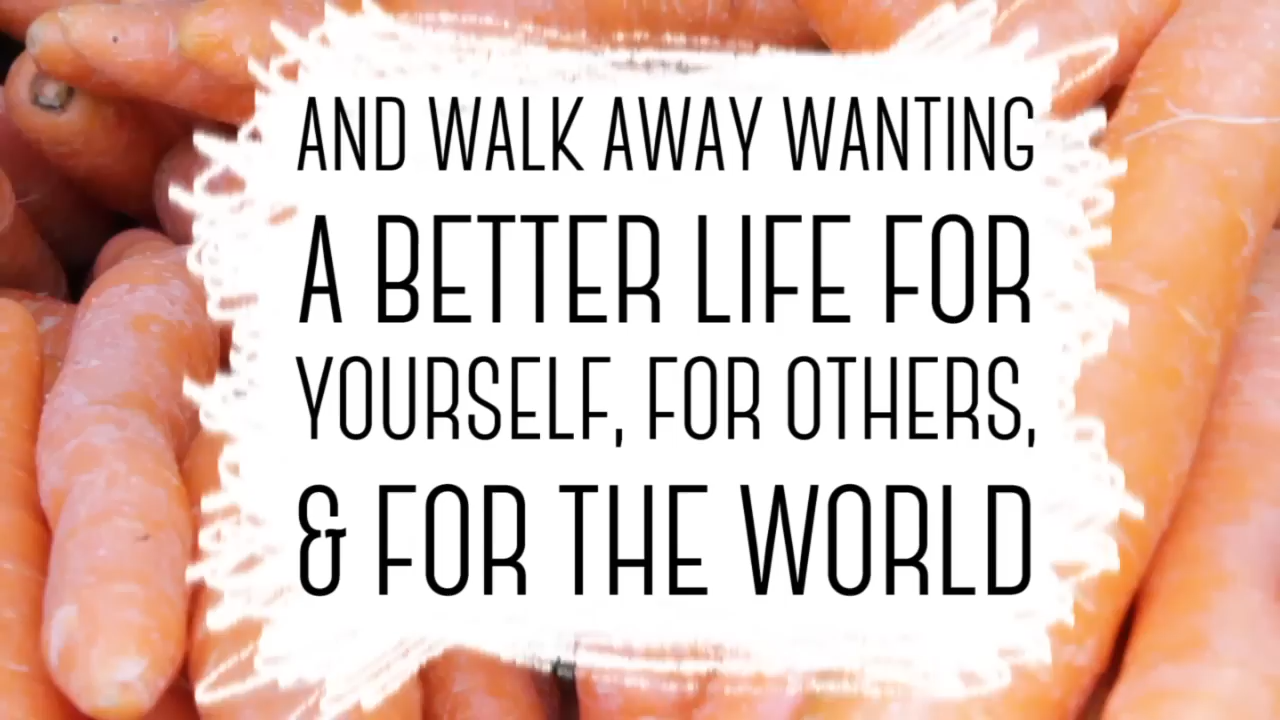 AND WALK AWAY WANTING
A BETTER LIFE FOR
YOURSELF, FOR OTHERS,
& FOR THE WORLD